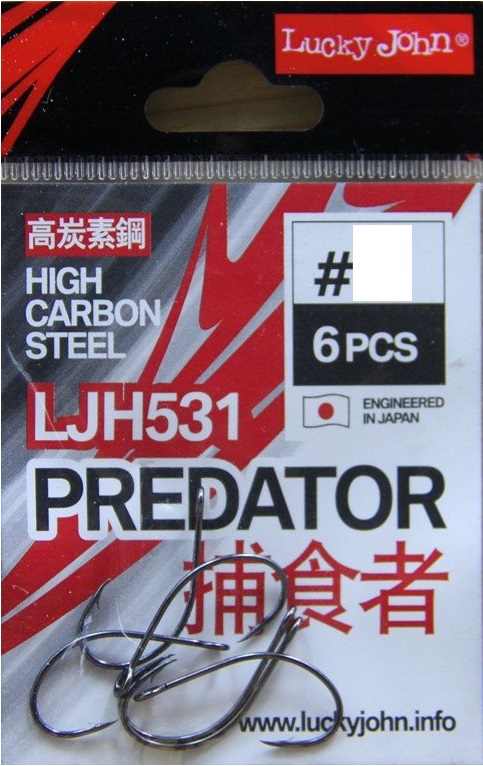 Lucky John®
高炭素鋼
HIGH
CARBON
STEEL
#
6 PCS
ENGINEERED
IN JAPAN
LJH531
PREDATOR
捕食者
www.luckyjohn.info